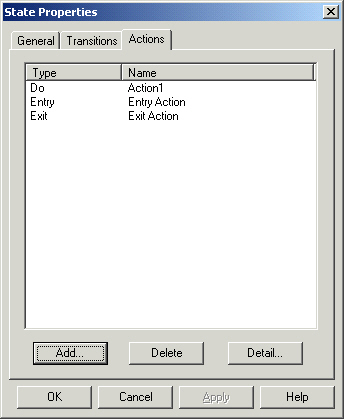 State Properties
General Transitions Actions
Type Name
Do Action1
Entry Entry Action
Exit Exit Action
Add... Delete Detail...
OK Cancel Apply Help